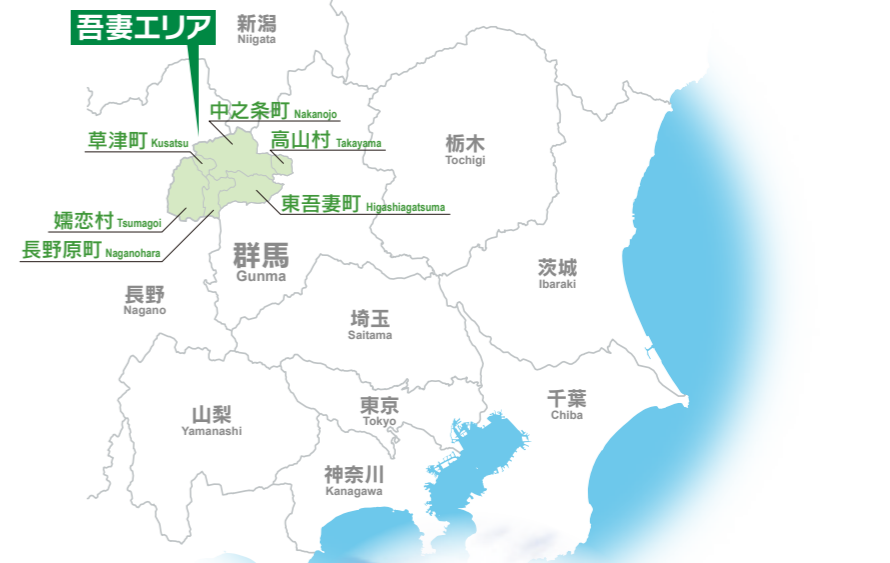 吾妻エリア
新潟
Niigata
中之条町 Nakanojo
草津町 Kusatsu
高山村 Takayama
栃木
Tochigi
東吾妻町 Higashiagatsuma
嬬恋村 Tsumagoi
長野原町 Naganohara
群馬
Gunma
茨城
Ibaraki
長野
Nagano
埼玉
Saitama
千葉
Chiba
東京
Tokyo
山梨
Yamanashi
神奈川
Kanagawa